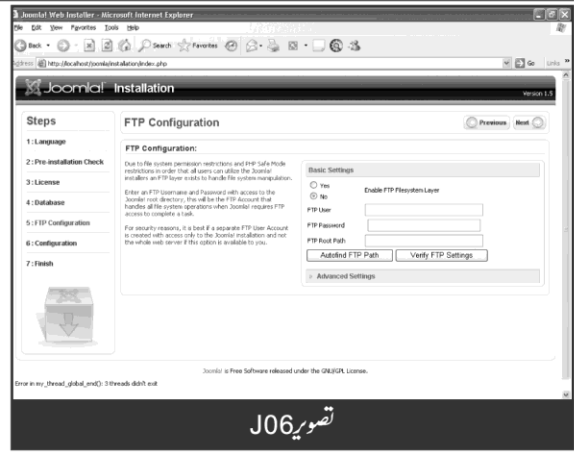 Joomla! Web Installer - Microsoft Internet Explorer
File Edit View Favorites Tools Help
Back Search Favorites
Address http://localhost/joomla/installation/index.php Go Links
Joomla! Installation
Version 1.5
Steps
1 : Language
2 : Pre-installation Check
3 : License
4 : Database
5 : FTP Configuration
6 : Configuration
7 : Finish
FTP Configuration
Previous Next
FTP Configuration:
Due to file system permission restrictions and PHP Safe Mode
restrictions in order that all users can utilize the Joomla!
installers an FTP layer exists to handle file system manipulation.
Enter an FTP Username and Password with access to the
Joomla! root directory, this will be the FTP Account that
handles all file system operations when Joomla! requires FTP
access to complete a task.
For security reasons, it is best if a separate FTP User Account
is created with access only to the Joomla! installation and not
the whole web server if this option is available to you.
Basic Settings
Yes
No
Enable FTP Filesystem Layer
FTP User
FTP Password
FTP Root Path
Autofind FTP Path Verify FTP Settings
Advanced Settings
Joomla! is Free Software released under the GNU/GPL License.
Error in my_thread_global_end(): 3 threads didn't exit
تصویر J06